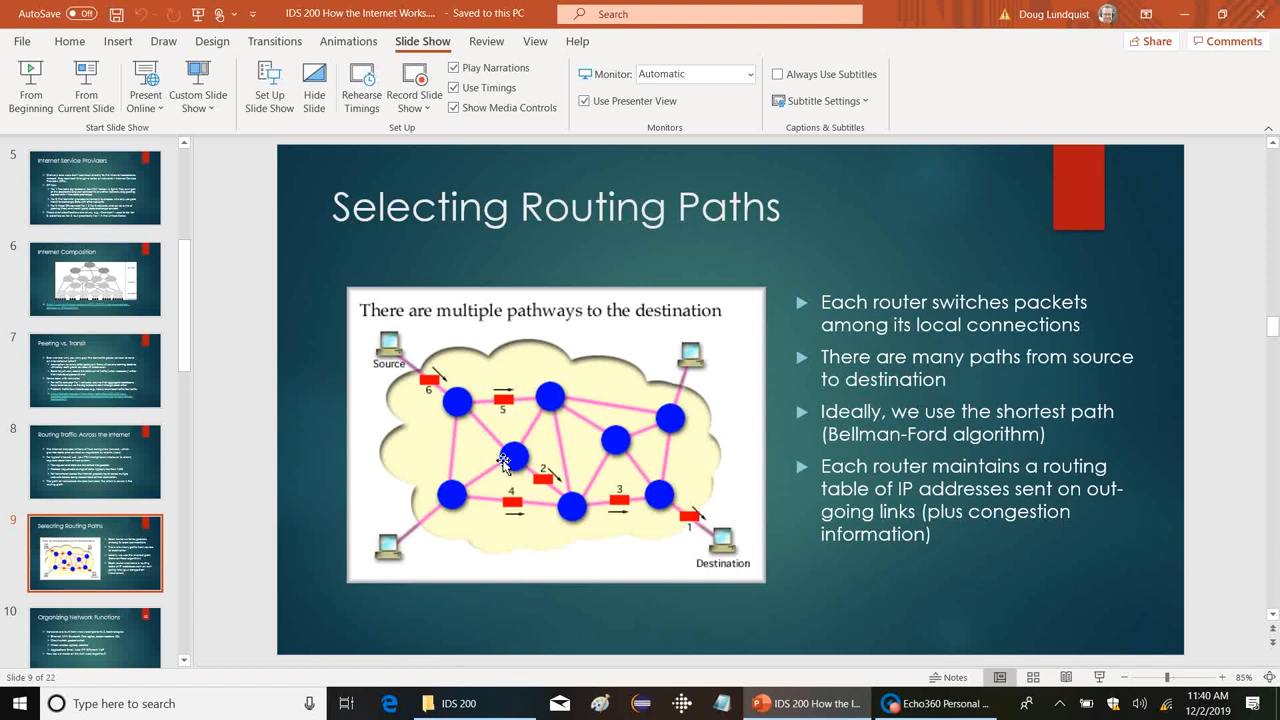 AutoSave Off
IDS 200 How the Internet Works.... - Saved to this PC
Search
Doug Lundquist
File Home Insert Draw Design Transitions Animations Slide Show Review View Help
Share
Comments
From Beginning
From Current Slide
Present Online
Custom Slide Show
Start Slide Show
Set Up Slide Show
Hide Slide
Rehearse Timings
Record Slide Show
Play Narrations
Use Timings
Show Media Controls
Set Up
Monitor: Automatic
Use Presenter View
Monitors
Always Use Subtitles
Subtitle Settings
Captions & Subtitles
5
Internet Service Providers
6
Internet Composition
7
Peering vs. Transit
8
Routing Traffic Across the Internet
9
Selecting Routing Paths
10
Organizing Network Functions
Selecting Routing Paths
There are multiple pathways to the destination
Source
6
5
4
3
1
Destination
Each router switches packets
among its local connections
There are many paths from source
to destination
Ideally, we use the shortest path
(Bellman-Ford algorithm)
Each router maintains a routing
table of IP addresses sent on out-
going links (plus congestion
information)
Slide 9 of 22
Notes
85%
Type here to search
IDS 200
IDS 200 How the I...
Echo360 Personal ...
11:40 AM
12/2/2019